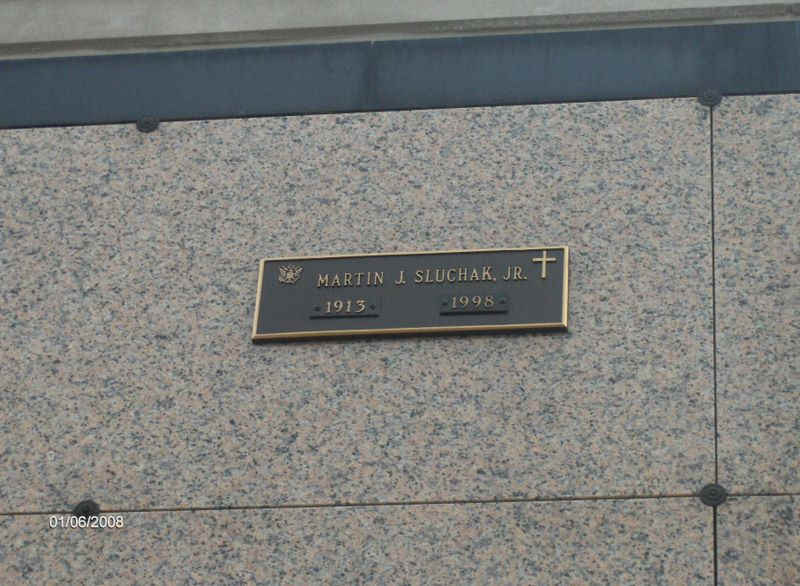 MARTIN J. SLUCHAK, JR.
1913 1998
01/06/2008